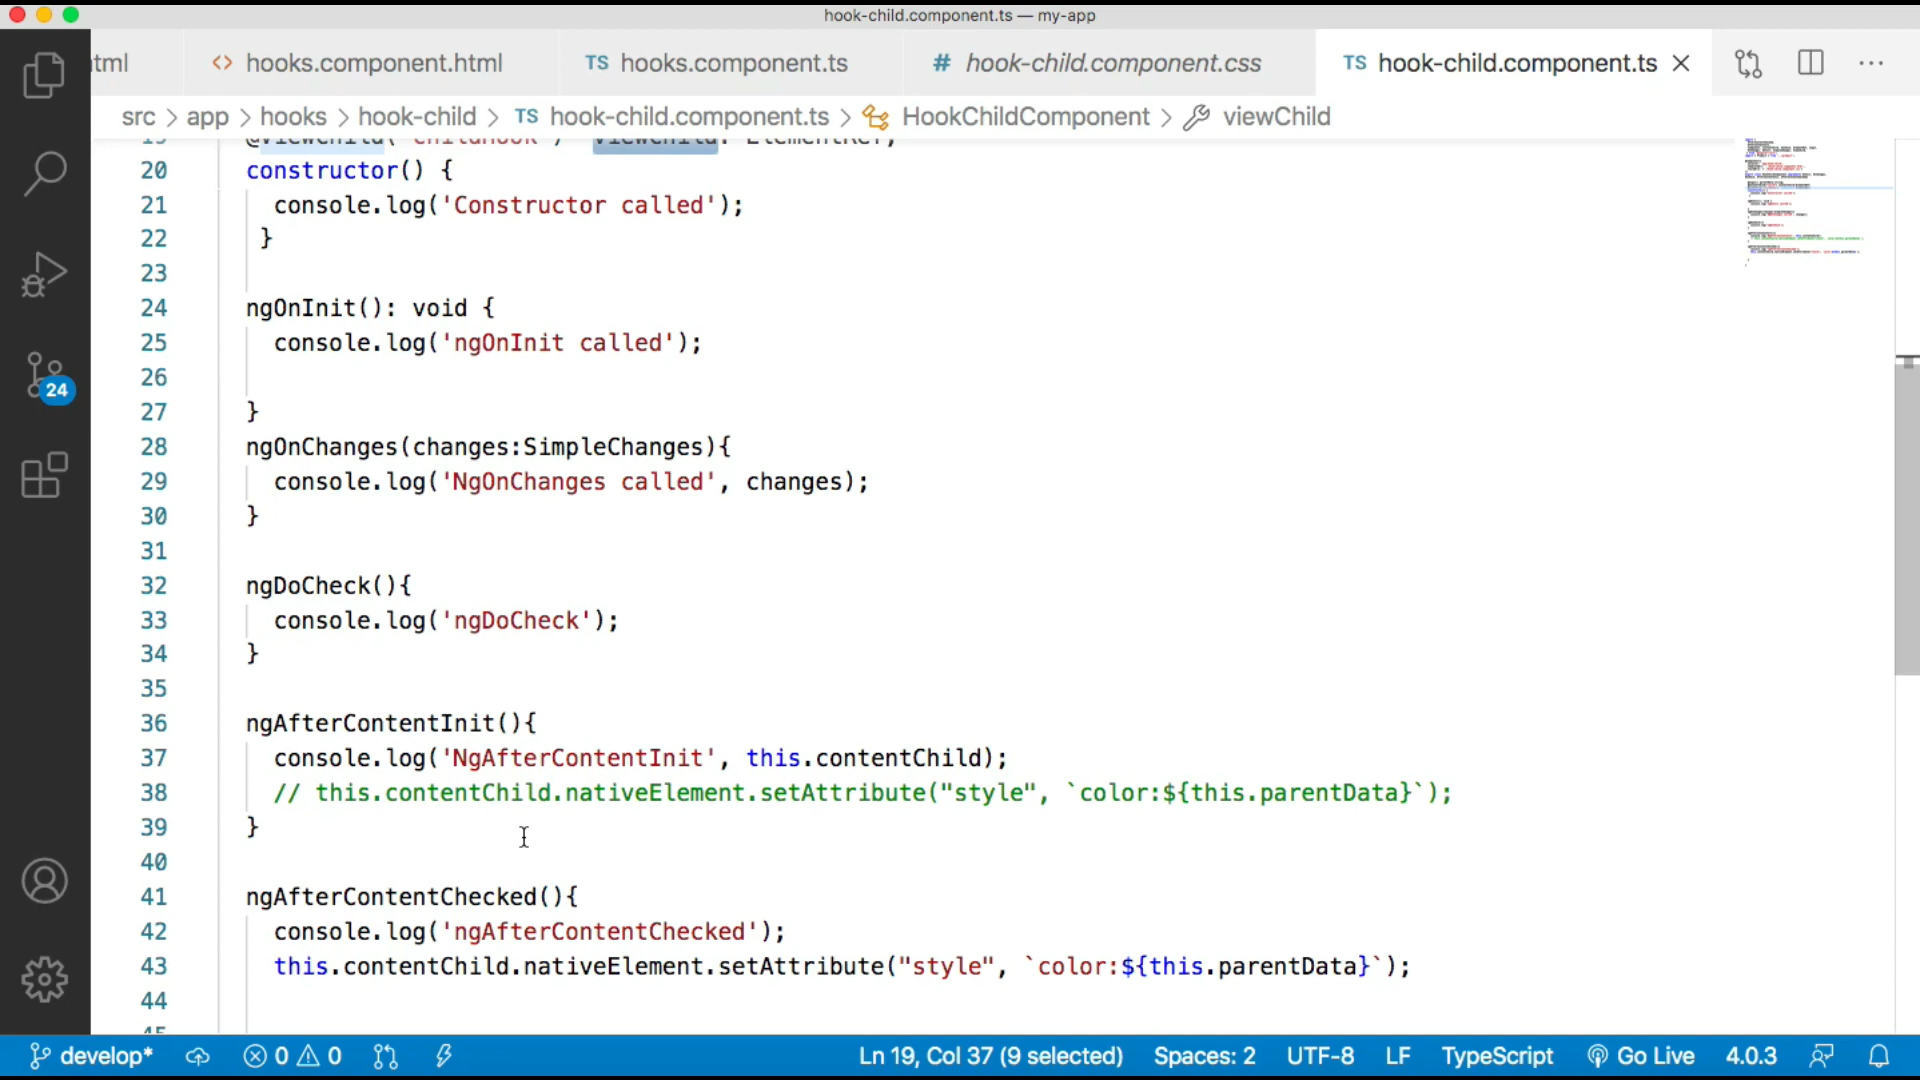 hook-child.component.ts — my-app
tml <> hooks.component.html TS hooks.component.ts # hook-child.component.css TS hook-child.component.ts
src > app > hooks > hook-child > TS hook-child.component.ts > HookChildComponent > viewChild
19 @ViewChild('childHook') viewChild: ElementRef;
20 constructor() {
21 console.log('Constructor called');
22 }
23
24 ngOnInit(): void {
25 console.log('ngOnInit called');
26
27 }
28 ngOnChanges(changes:SimpleChanges){
29 console.log('NgOnChanges called', changes);
30 }
31
32 ngDoCheck(){
33 console.log('ngDoCheck');
34 }
35
36 ngAfterContentInit(){
37 console.log('NgAfterContentInit', this.contentChild);
38 // this.contentChild.nativeElement.setAttribute("style", `color:${this.parentData}`);
39 }
40
41 ngAfterContentChecked(){
42 console.log('ngAfterContentChecked');
43 this.contentChild.nativeElement.setAttribute("style", `color:${this.parentData}`);
44
45
24
develop* 0 0 Ln 19, Col 37 (9 selected) Spaces: 2 UTF-8 LF TypeScript Go Live 4.0.3